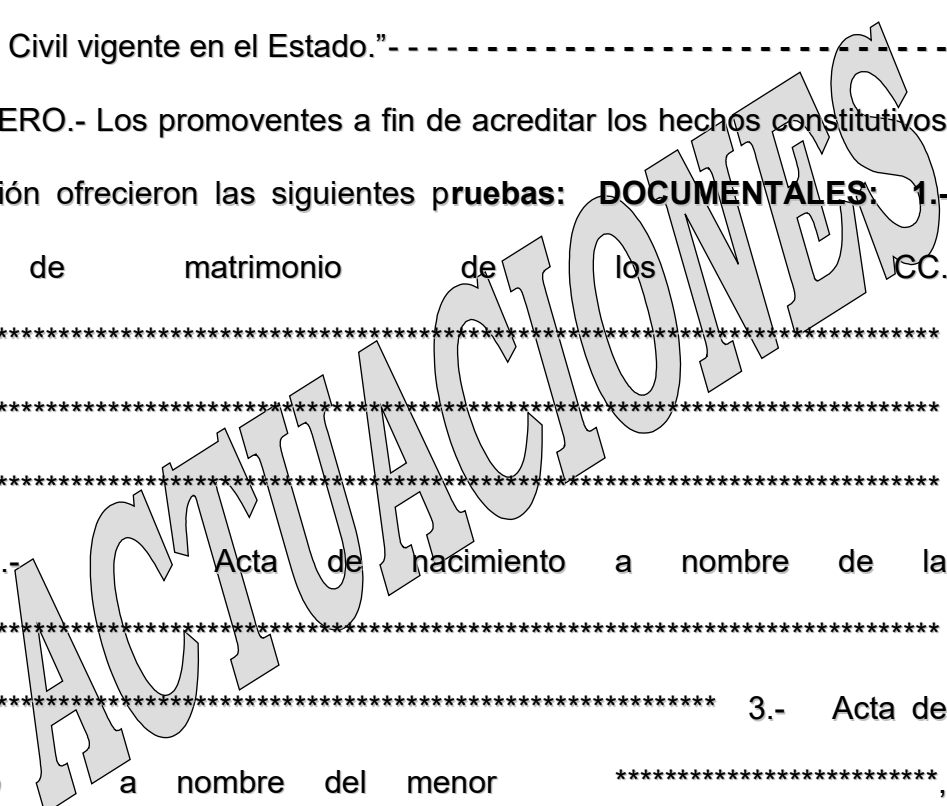 Civil vigente en el Estado.”- - - - - - - - - - - - - - - - - - - - - - - - - - - - -
ERO.- Los promoventes a fin de acreditar los hechos constitutivos
ión ofrecieron las siguientes pruebas: DOCUMENTALES: 1.-
de matrimonio de los CC.
****************************************************************************
****************************************************************************
****************************************************************************
.- Acta de nacimiento a nombre de la
****************************************************************************
********************************************************** 3.- Acta de
a nombre del menor **************************,
ACTUACIONES